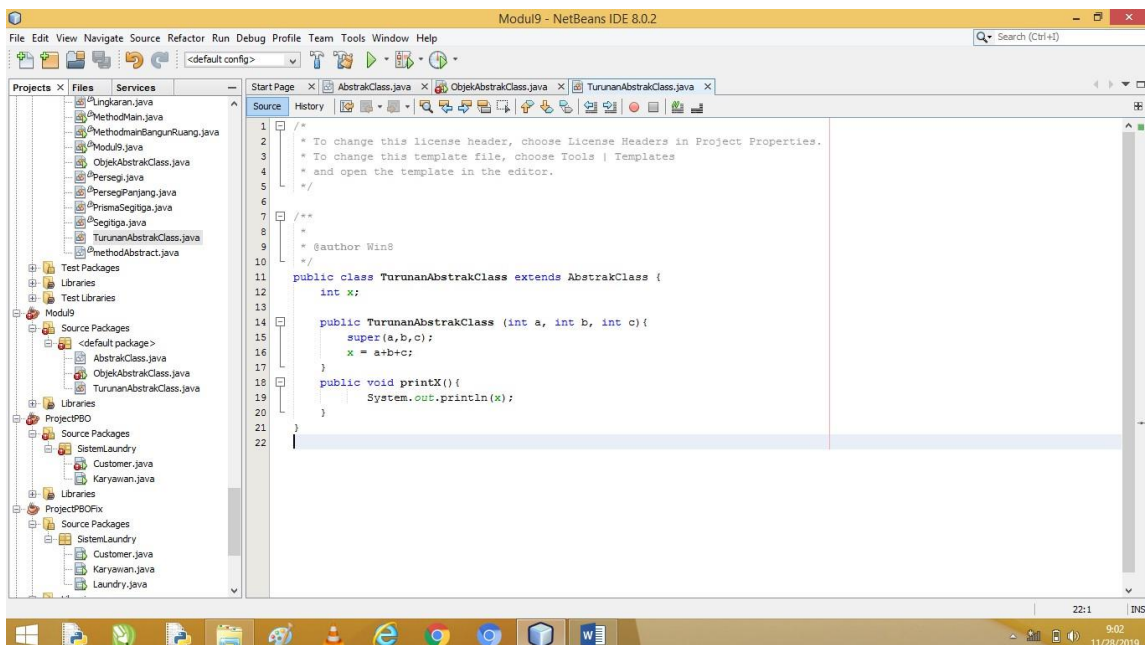 Modul9 - NetBeans IDE 8.0.2
File Edit View Navigate Source Refactor Run Debug Profile Team Tools Window Help
Search (Ctrl+I)
<default config>
Projects Files Services
Start Page AbstrakClass.java ObjekAbstrakClass.java TurunanAbstrakClass.java
Source History
Lingkaran.java
MethodMain.java
MethodmainBangunRuang.java
Modul9.java
ObjekAbstrakClass.java
Persegi.java
PersegiPanjang.java
PrismaSegitiga.java
Segitiga.java
TurunanAbstrakClass.java
methodAbstract.java
Test Packages
Libraries
Test Libraries
Modul9
Source Packages
<default package>
AbstrakClass.java
ObjekAbstrakClass.java
TurunanAbstrakClass.java
Libraries
ProjectPBO
Source Packages
SistemLaundry
Customer.java
Karyawan.java
Libraries
ProjectPBOFix
Source Packages
SistemLaundry
Customer.java
Karyawan.java
Laundry.java
1 /*
2 * To change this license header, choose License Headers in Project Properties.
3 * To change this template file, choose Tools | Templates
4 * and open the template in the editor.
5 */
6
7 /**
8 *
9 * @author Win8
10 */
11 public class TurunanAbstrakClass extends AbstrakClass {
12 int x;
13
14 public TurunanAbstrakClass (int a, int b, int c){
15 super(a,b,c);
16 x = a+b+c;
17 }
18 public void printX(){
19 System.out.println(x);
20 }
21 }
22
22:1 INS
9:02
11/28/2019